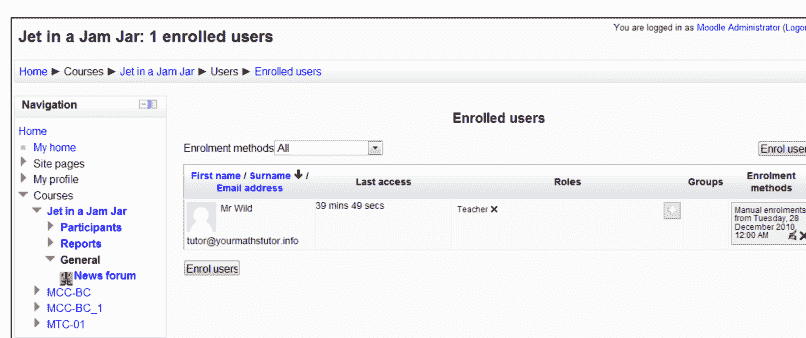 You are logged in as Moodle Administrator (Logou
Jet in a Jam Jar: 1 enrolled users
Home ► Courses ► Jet in a Jam Jar ► Users ► Enrolled users
Navigation
Home
My home
Site pages
My profile
Courses
Jet in a Jam Jar
Participants
Reports
General
News forum
MCC-BC
MCC-BC_1
MTC-01
Enrolled users
Enrolment methods All
Enrol user
First name / Surname ↓ /
Email address
Last access
Roles
Groups
Enrolment
methods
Mr Wild
tutor@yourmathstutor.info
39 mins 49 secs
Teacher
Manual enrolments
from Tuesday, 28
December 2010,
12:00 AM
Enrol users